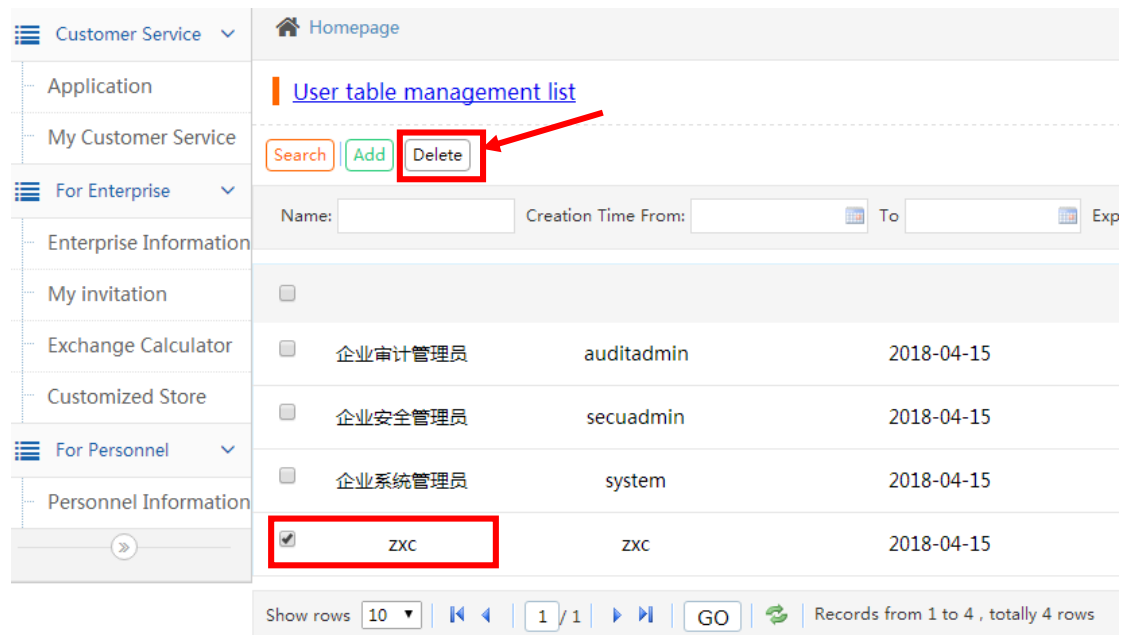 Customer Service
Application
My Customer Service
For Enterprise
Enterprise Information
My invitation
Exchange Calculator
Customized Store
For Personnel
Personnel Information
Homepage
User table management list
Search Add Delete
Name: Creation Time From: To Exp
企业审计管理员 auditadmin 2018-04-15
企业安全管理员 secuadmin 2018-04-15
企业系统管理员 system 2018-04-15
zxc zxc 2018-04-15
Show rows 10 1 / 1 GO Records from 1 to 4 , totally 4 rows